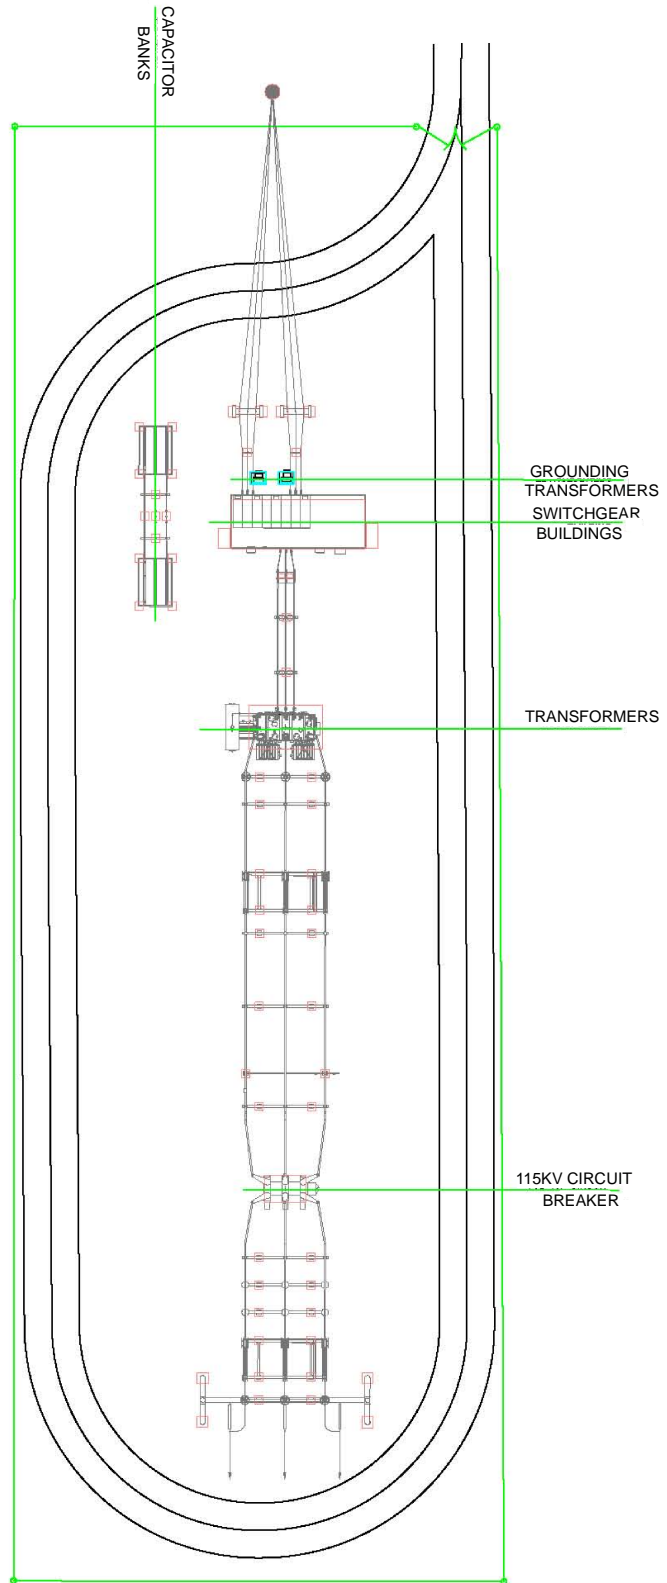 CAPACITOR
BANKS
GROUNDING
TRANSFORMERS
SWITCHGEAR
BUILDINGS
TRANSFORMERS
115KV CIRCUIT
BREAKER